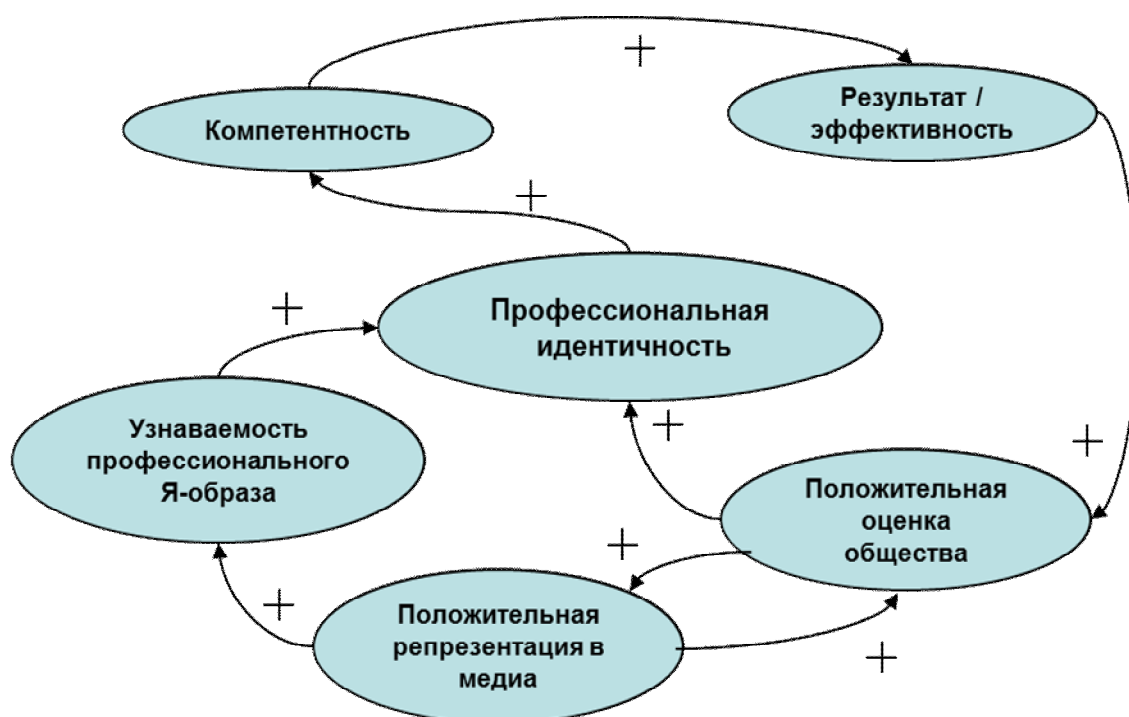 +
Компетентность
Результат /
эффективность
+
Профессиональная
идентичность
+
Узнаваемость
профессионального
Я-образа
+
+
Положительная
оценка
общества
+
+
Положительная
репрезентация в
медиа
+